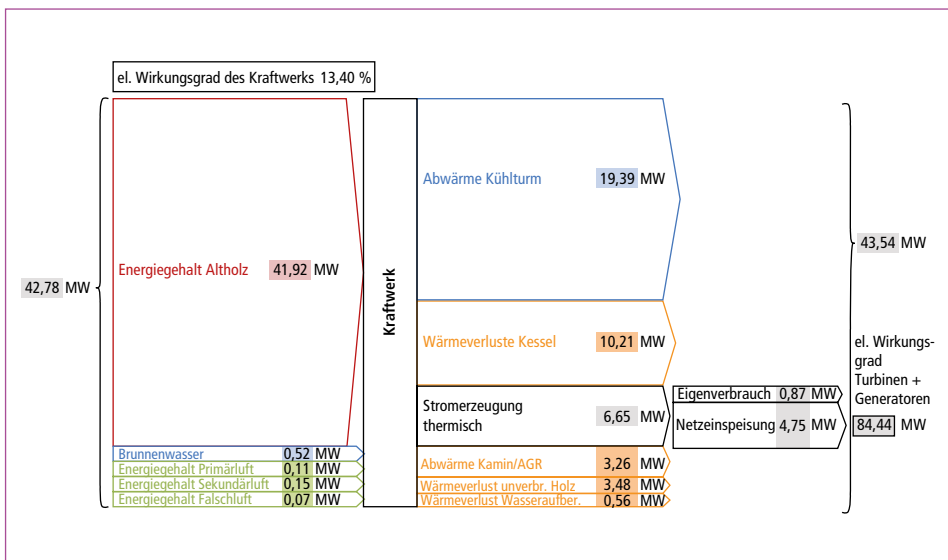 el. Wirkungsgrad des Kraftwerks 13,40 %
42,78 MW
Energiegehalt Altholz 41,92 MW
Brunnenwasser 0,52 MW
Energiegehalt Primärluft 0,11 MW
Energiegehalt Sekundärluft 0,15 MW
Energiegehalt Falschluft 0,07 MW
Kraftwerk
Abwärme Kühlturm 19,39 MW
Wärmeverluste Kessel 10,21 MW
Stromerzeugung
thermisch
6,65 MW
Eigenverbrauch 0,87 MW
Netzeinspeisung 4,75 MW
Abwärme Kamin/AGR 3,26 MW
Wärmeverlust unverbr. Holz 3,48 MW
Wärmeverlust Wasseraufber. 0,56 MW
43,54 MW
el. Wirkungs-
grad
Turbinen +
Generatoren
84,44 MW